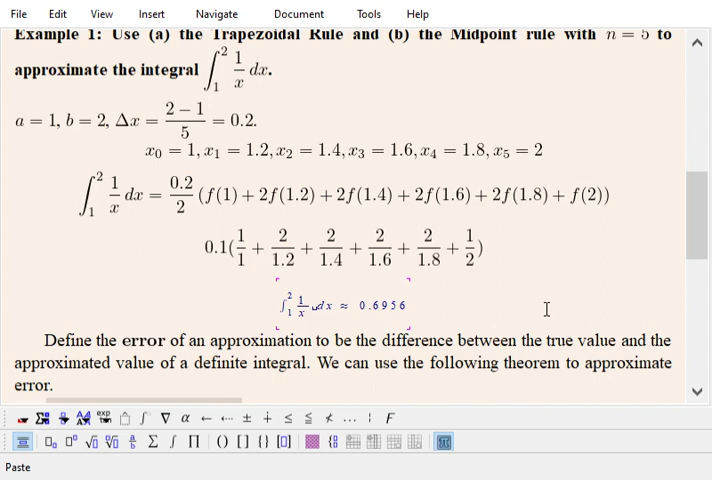 File Edit View Insert Navigate Document Tools Help
Example 1: Use (a) the Trapezoidal Rule and (b) the Midpoint rule with n = 5 to
approximate the integral ∫₁² 1/x dx.
a = 1, b = 2, Δx = (2 − 1)/5 = 0.2.
x₀ = 1, x₁ = 1.2, x₂ = 1.4, x₃ = 1.6, x₄ = 1.8, x₅ = 2
∫₁² 1/x dx = 0.2/2 (f(1) + 2f(1.2) + 2f(1.4) + 2f(1.6) + 2f(1.8) + f(2))
0.1(1/1 + 2/1.2 + 2/1.4 + 2/1.6 + 2/1.8 + 1/2)
∫₁² 1/x dx ≈ 0.6956
Define the error of an approximation to be the difference between the true value and the
approximated value of a definite integral. We can use the following theorem to approximate
error.
Paste